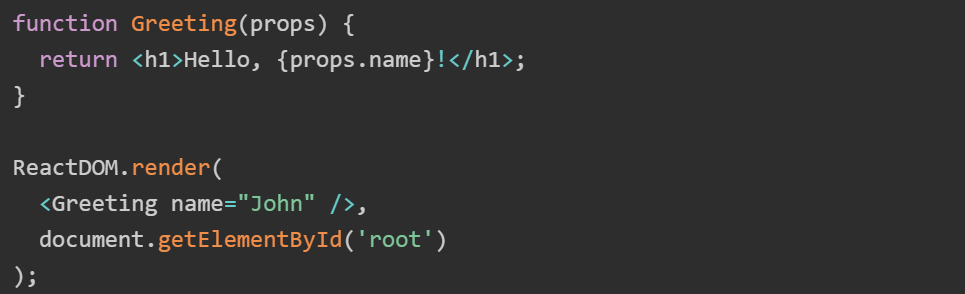 function Greeting(props) {
  return <h1>Hello, {props.name}!</h1>;
}

ReactDOM.render(
  <Greeting name="John" />,
  document.getElementById('root')
);